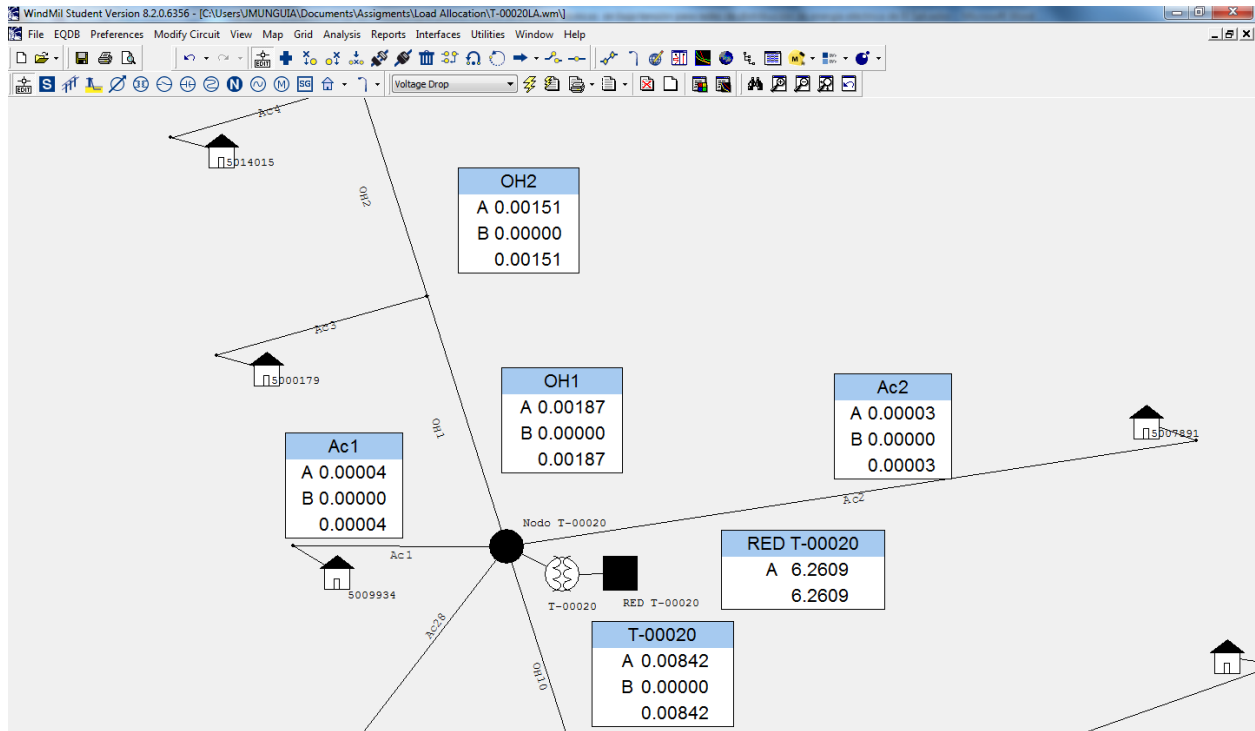 WindMil Student Version 8.2.0.6356 - [C:\Users\JMUNGUIA\Documents\Assigments\Load Allocation\T-00020LA.wm\]
File EQDB Preferences Modify Circuit View Map Grid Analysis Reports Interfaces Utilities Window Help
EDIT
EDIT S N M SG Voltage Drop
Ac4
5014015
OH2
OH2
A 0.00151
B 0.00000
0.00151
Ac3
5000179
OH1
OH1
A 0.00187
B 0.00000
0.00187
Ac2
A 0.00003
B 0.00000
0.00003
5007891
Ac2
Ac1
A 0.00004
B 0.00000
0.00004
Nodo T-00020
Ac1
5009934
T-00020
RED T-00020
RED T-00020
A 6.2609
6.2609
Ac28
OH10
T-00020
A 0.00842
B 0.00000
0.00842